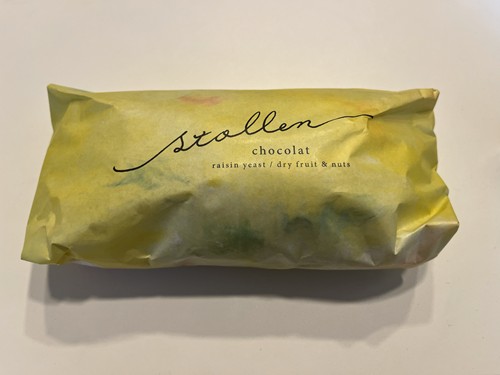 stollen
chocolat
raisin yeast / dry fruit & nuts